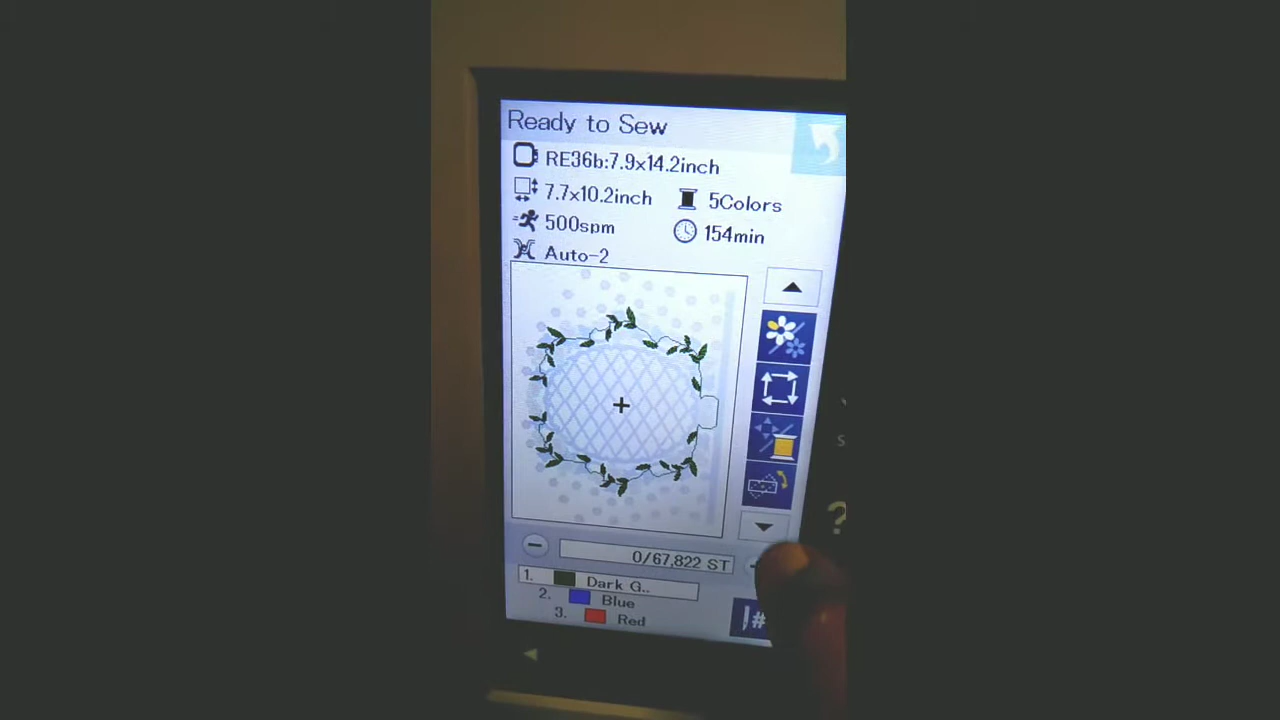 Ready to Sew
RE36b:7.9x14.2inch
7.7x10.2inch
5Colors
500spm
154min
Auto-2
0/67,822 ST
1. Dark G..
2. Blue
3. Red
#
?